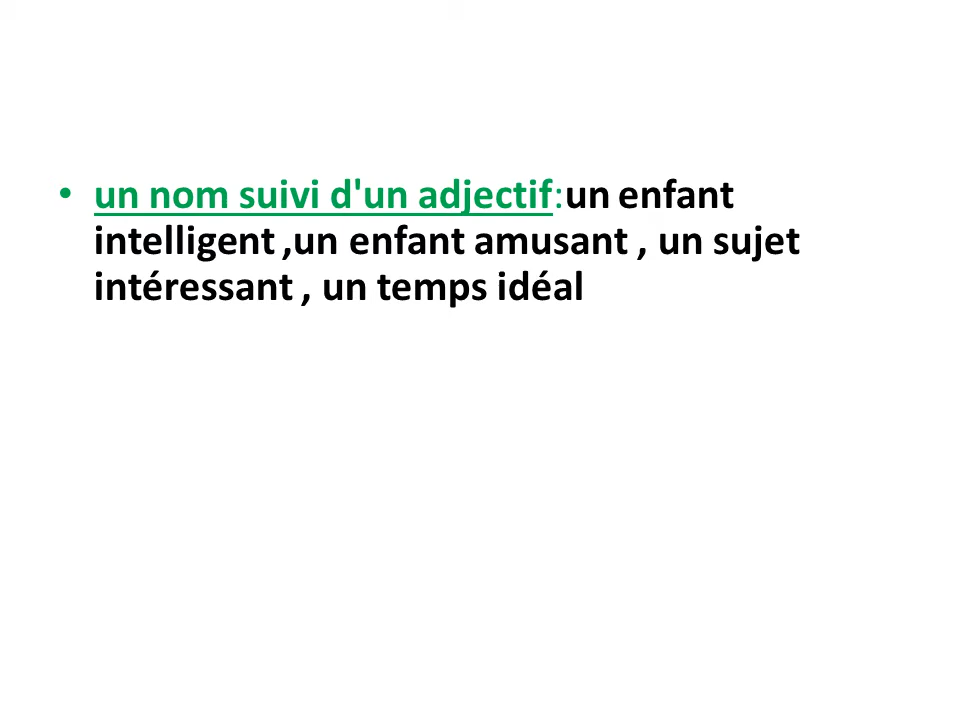 • un nom suivi d'un adjectif:un enfant
intelligent ,un enfant amusant , un sujet
intéressant , un temps idéal